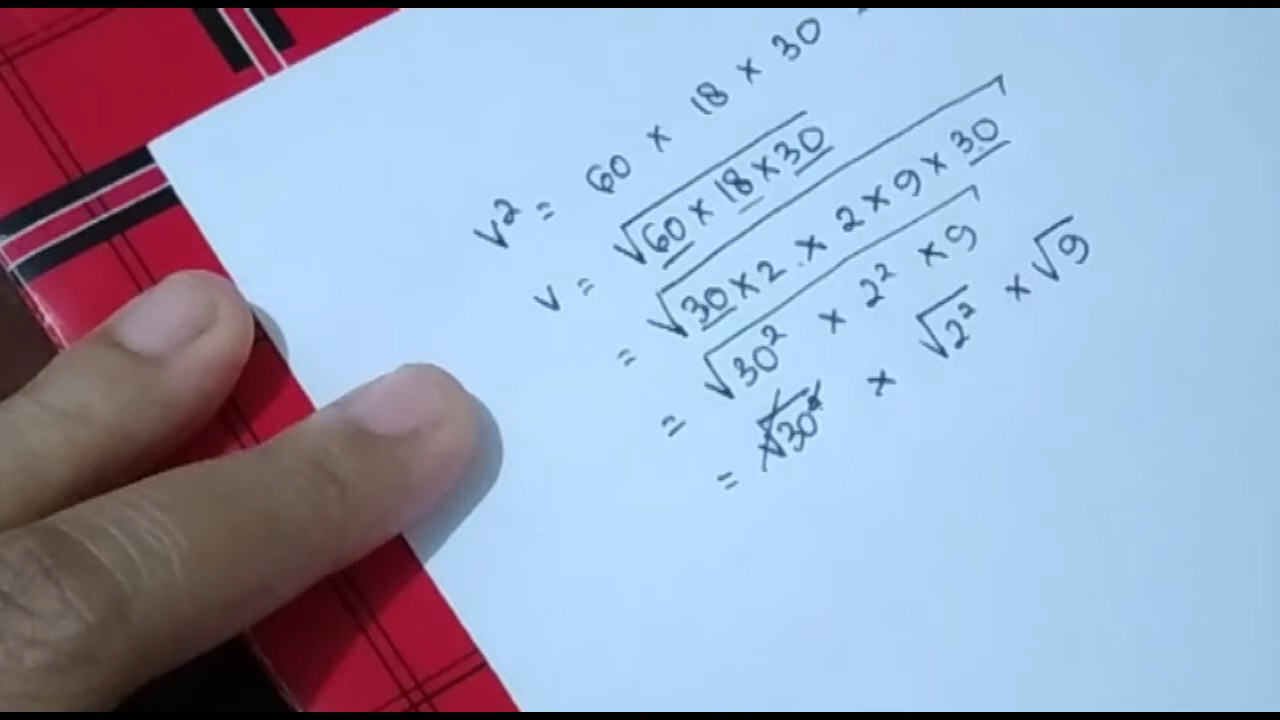 V² = 60 × 18 × 30
V = √60 × 18 × 30
= √30 × 2 × 2 × 9 × 30
= √30² × 2² × 9
= √30² × √2² × √9